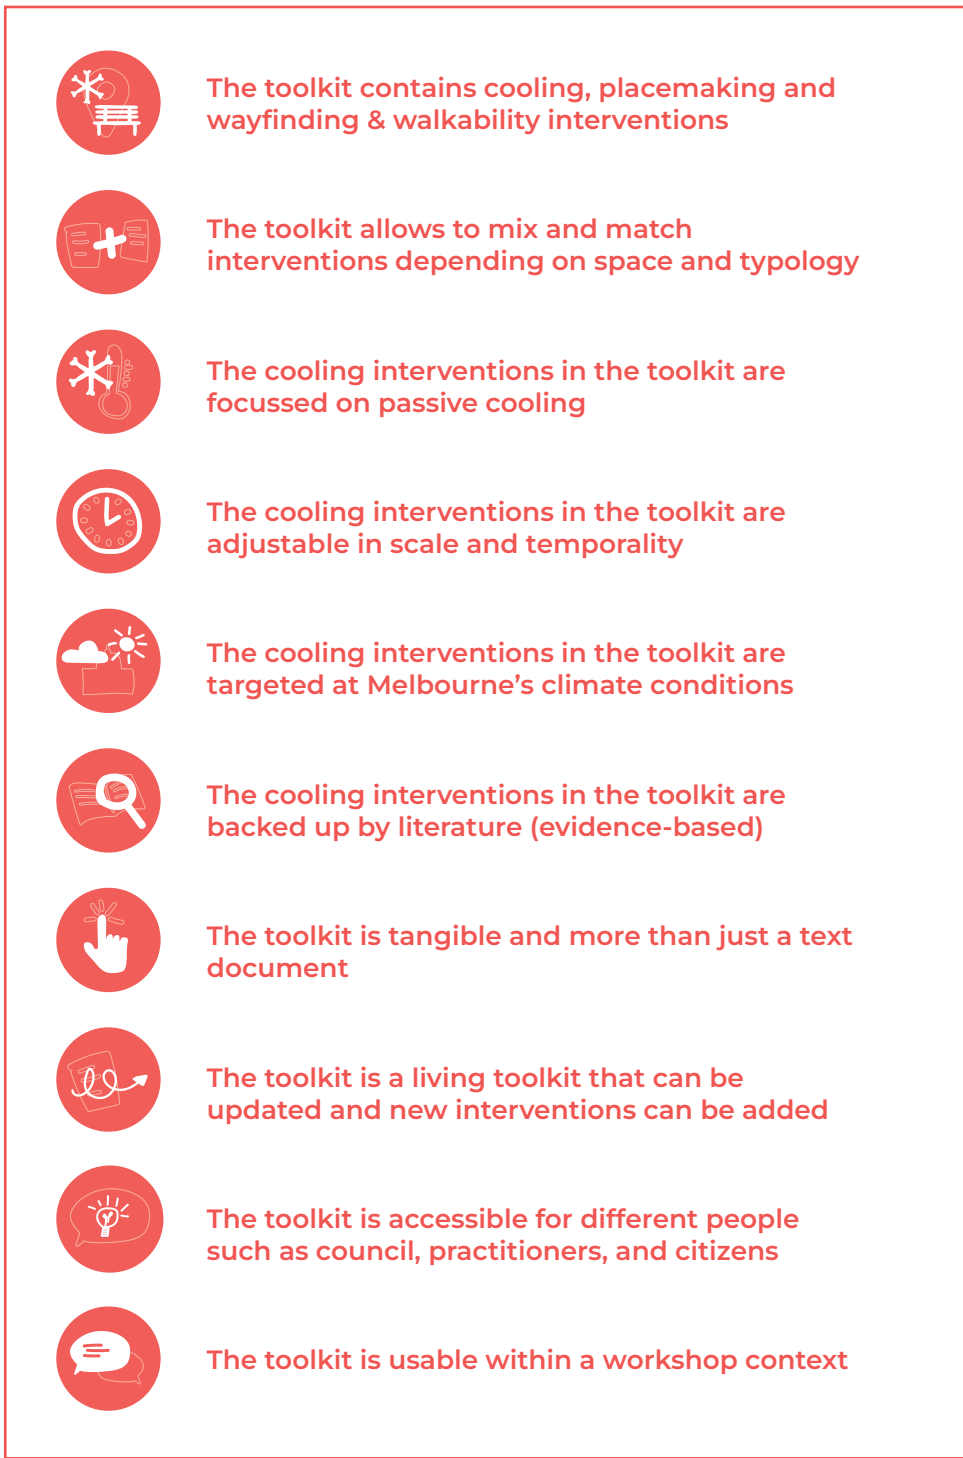 The toolkit contains cooling, placemaking and
wayfinding & walkability interventions
The toolkit allows to mix and match
interventions depending on space and typology
The cooling interventions in the toolkit are
focussed on passive cooling
The cooling interventions in the toolkit are
adjustable in scale and temporality
The cooling interventions in the toolkit are
targeted at Melbourne’s climate conditions
The cooling interventions in the toolkit are
backed up by literature (evidence-based)
The toolkit is tangible and more than just a text
document
The toolkit is a living toolkit that can be
updated and new interventions can be added
The toolkit is accessible for different people
such as council, practitioners, and citizens
The toolkit is usable within a workshop context